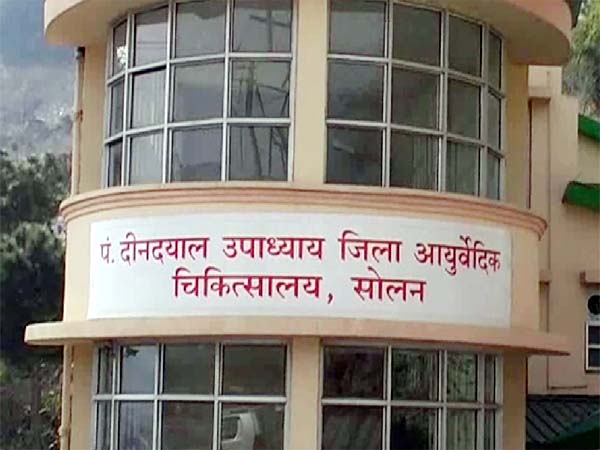 पं. दीनदयाल उपाध्याय जिला आयुर्वेदिक
चिकित्सालय, सोलन